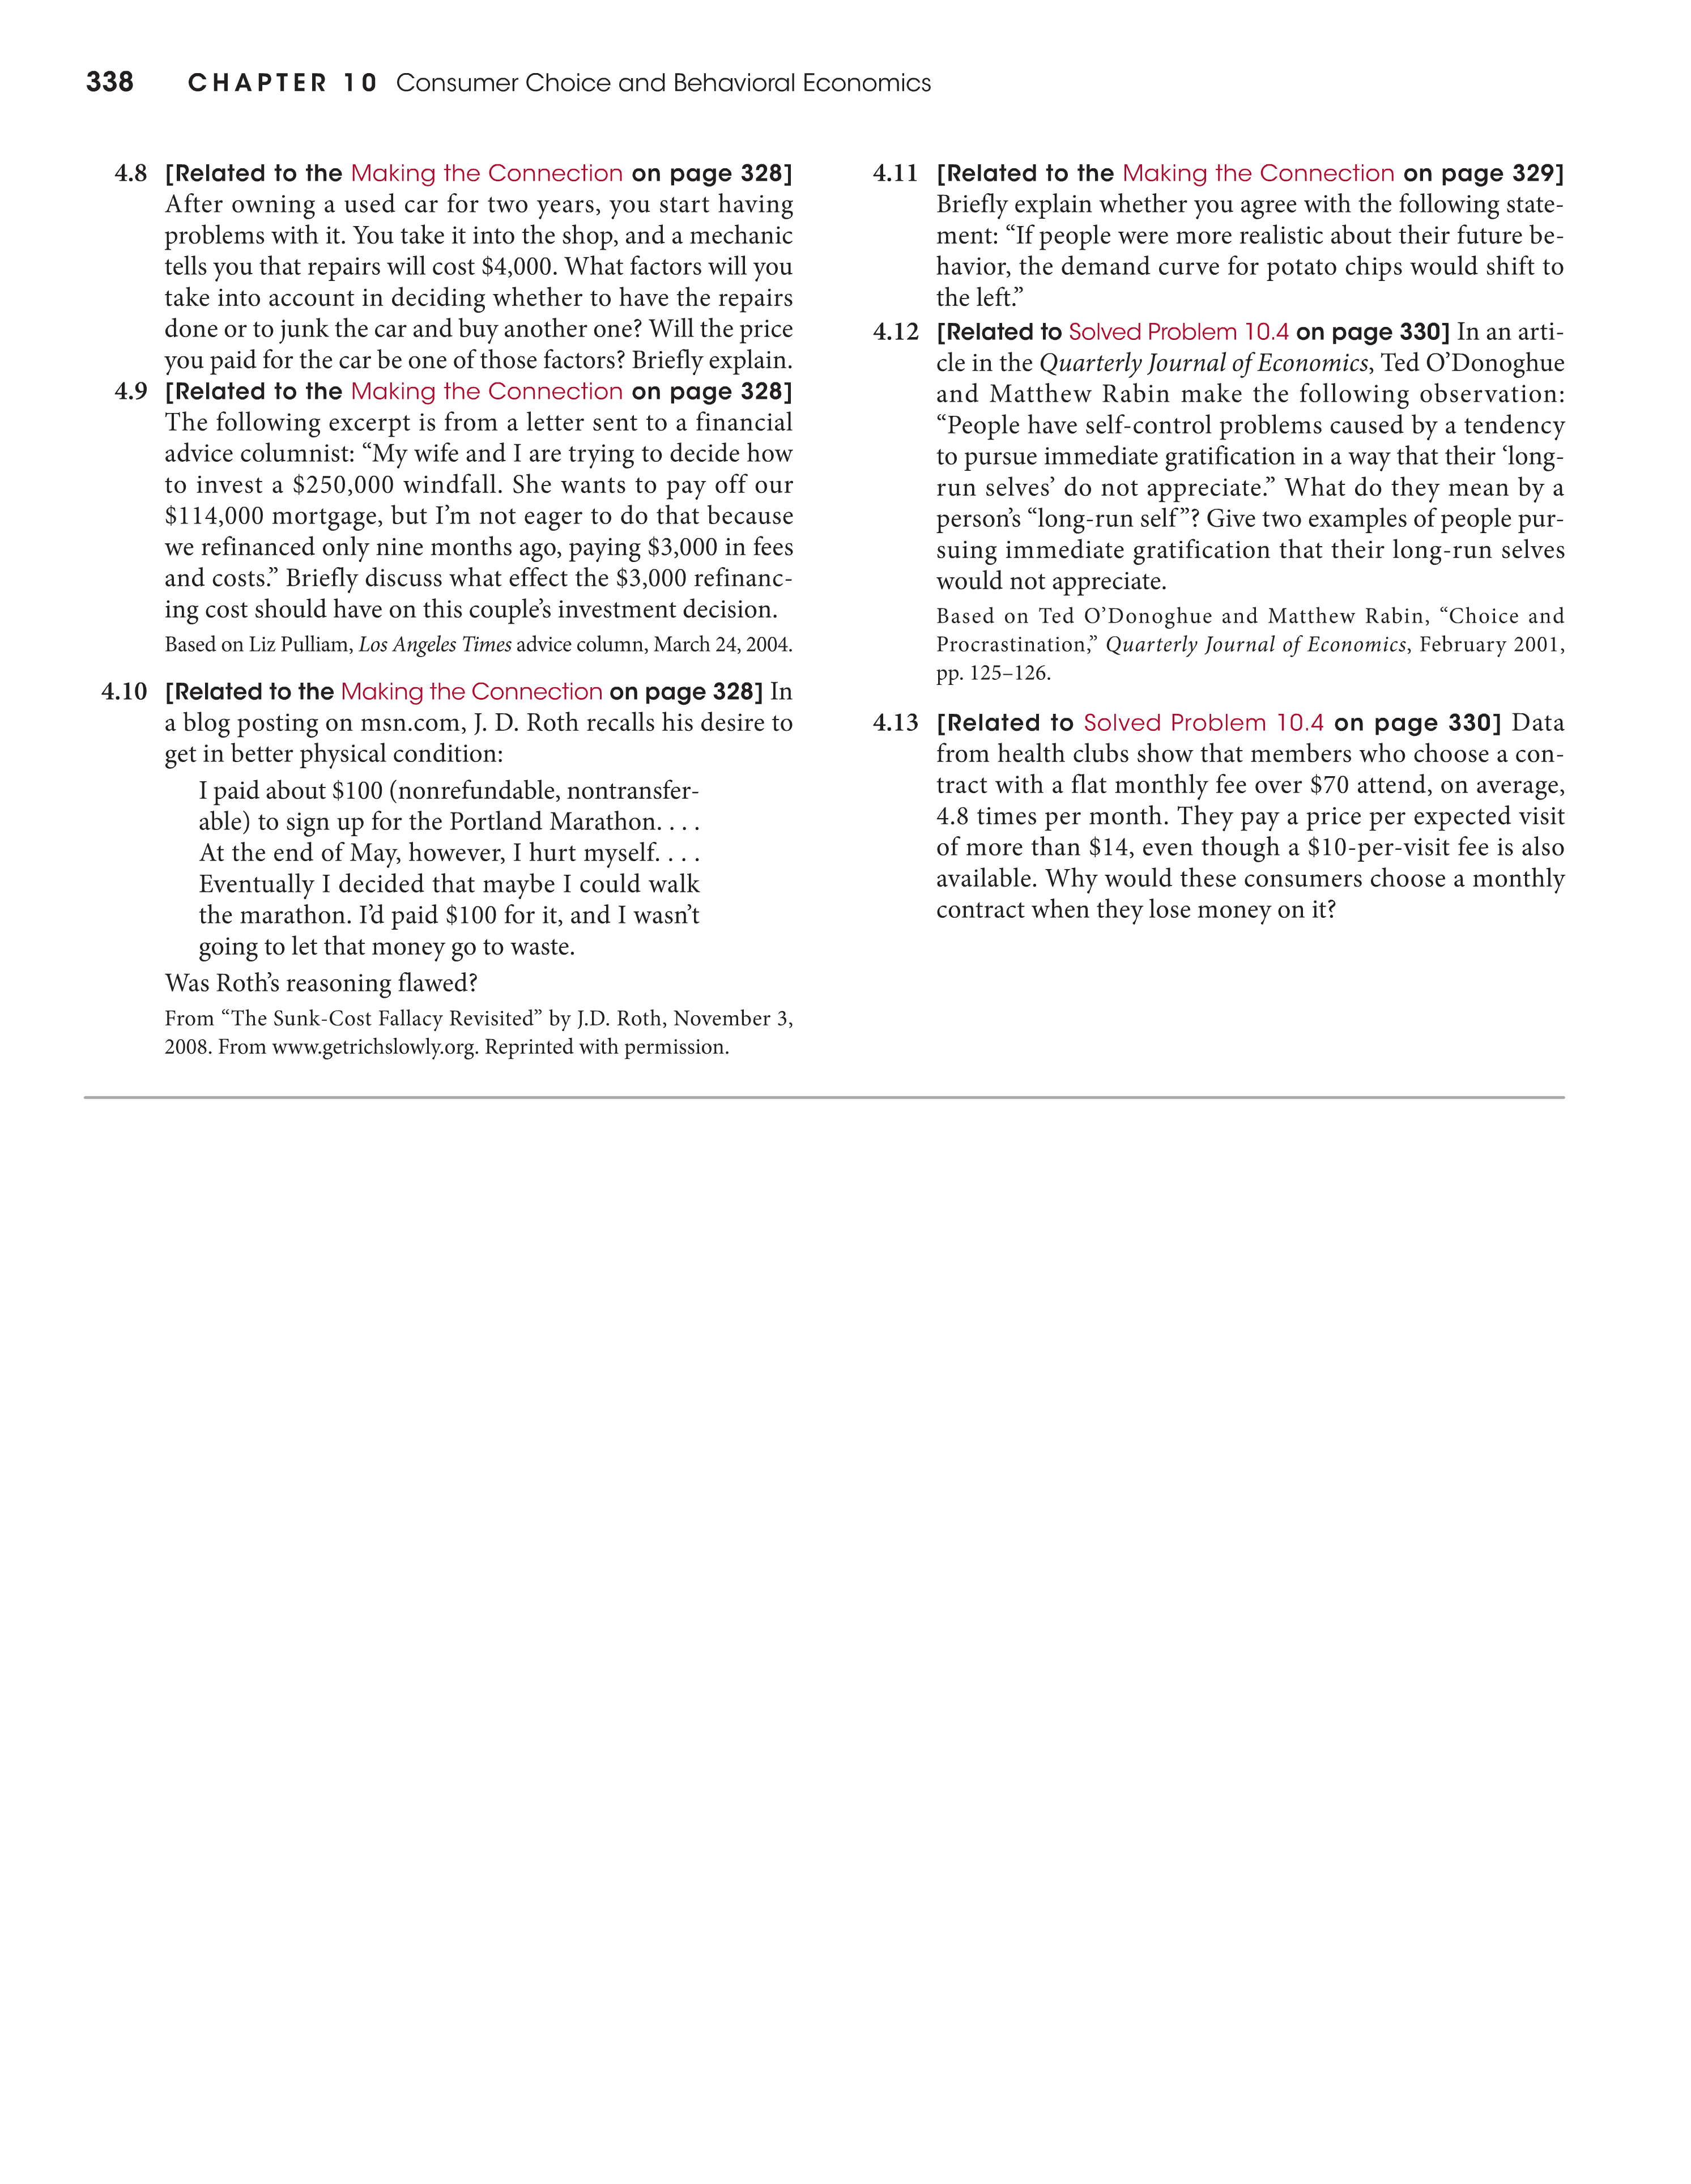 338 CHAPTER 10 Consumer Choice and Behavioral Economics
4.8 [Related to the Making the Connection on page 328]
After owning a used car for two years, you start having
problems with it. You take it into the shop, and a mechanic
tells you that repairs will cost $4,000. What factors will you
take into account in deciding whether to have the repairs
done or to junk the car and buy another one? Will the price
you paid for the car be one of those factors? Briefly explain.
4.9 [Related to the Making the Connection on page 328]
The following excerpt is from a letter sent to a financial
advice columnist: “My wife and I are trying to decide how
to invest a $250,000 windfall. She wants to pay off our
$114,000 mortgage, but I’m not eager to do that because
we refinanced only nine months ago, paying $3,000 in fees
and costs.” Briefly discuss what effect the $3,000 refinanc-
ing cost should have on this couple’s investment decision.
Based on Liz Pulliam, Los Angeles Times advice column, March 24, 2004.
4.10 [Related to the Making the Connection on page 328] In
a blog posting on msn.com, J. D. Roth recalls his desire to
get in better physical condition:
I paid about $100 (nonrefundable, nontransfer-
able) to sign up for the Portland Marathon. . . .
At the end of May, however, I hurt myself. . . .
Eventually I decided that maybe I could walk
the marathon. I’d paid $100 for it, and I wasn’t
going to let that money go to waste.
Was Roth’s reasoning flawed?
From “The Sunk-Cost Fallacy Revisited” by J.D. Roth, November 3,
2008. From www.getrichslowly.org. Reprinted with permission.
4.11 [Related to the Making the Connection on page 329]
Briefly explain whether you agree with the following state-
ment: “If people were more realistic about their future be-
havior, the demand curve for potato chips would shift to
the left.”
4.12 [Related to Solved Problem 10.4 on page 330] In an arti-
cle in the Quarterly Journal of Economics, Ted O’Donoghue
and Matthew Rabin make the following observation:
“People have self-control problems caused by a tendency
to pursue immediate gratification in a way that their ‘long-
run selves’ do not appreciate.” What do they mean by a
person’s “long-run self”? Give two examples of people pur-
suing immediate gratification that their long-run selves
would not appreciate.
Based on Ted O’Donoghue and Matthew Rabin, “Choice and
Procrastination,” Quarterly Journal of Economics, February 2001,
pp. 125–126.
4.13 [Related to Solved Problem 10.4 on page 330] Data
from health clubs show that members who choose a con-
tract with a flat monthly fee over $70 attend, on average,
4.8 times per month. They pay a price per expected visit
of more than $14, even though a $10-per-visit fee is also
available. Why would these consumers choose a monthly
contract when they lose money on it?